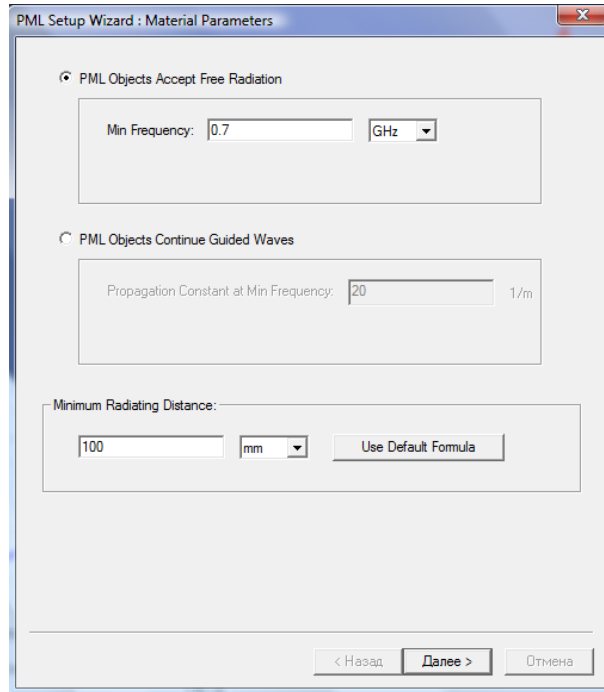 PML Setup Wizard : Material Parameters
PML Objects Accept Free Radiation
Min Frequency: 0.7 GHz
PML Objects Continue Guided Waves
Propagation Constant at Min Frequency: 20 1/m
Minimum Radiating Distance:
100 mm Use Default Formula
< Назад Далее > Отмена